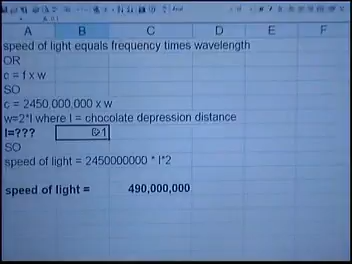 A B C D E F
speed of light equals frequency times wavelength
OR
c = f x w
SO
c = 2450,000,000 x w
w=2*l where l = chocolate depression distance
l=???
SO
speed of light = 2450000000 * l*2
speed of light = 490,000,000